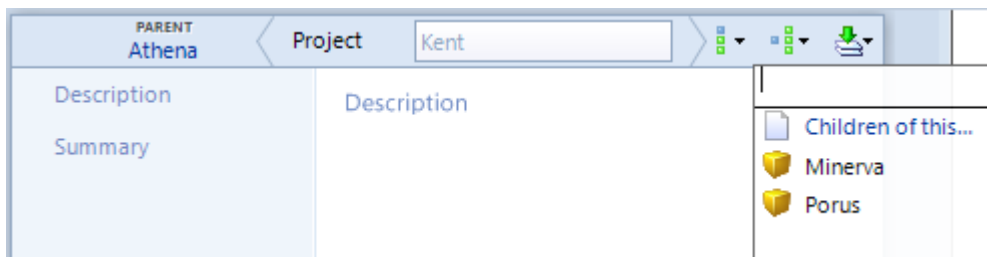 PARENT
Athena
Project
Kent
Description
Summary
Description
Children of this...
Minerva
Porus